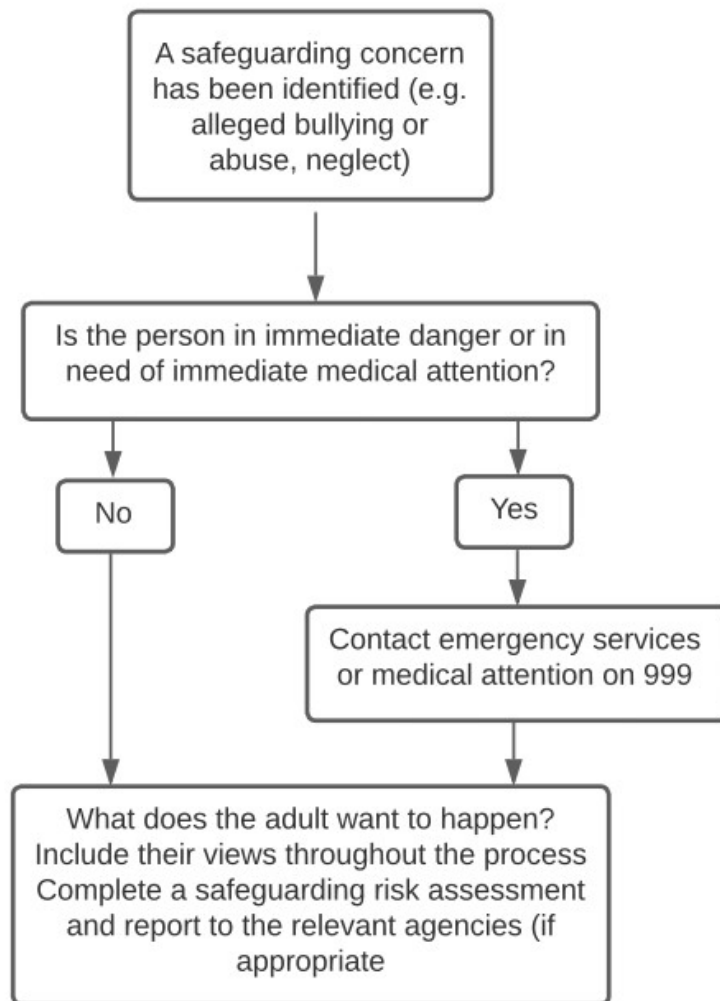 A safeguarding concern
has been identified (e.g.
alleged bullying or
abuse, neglect)
Is the person in immediate danger or in
need of immediate medical attention?
No
Yes
Contact emergency services
or medical attention on 999
What does the adult want to happen?
Include their views throughout the process
Complete a safeguarding risk assessment
and report to the relevant agencies (if
appropriate